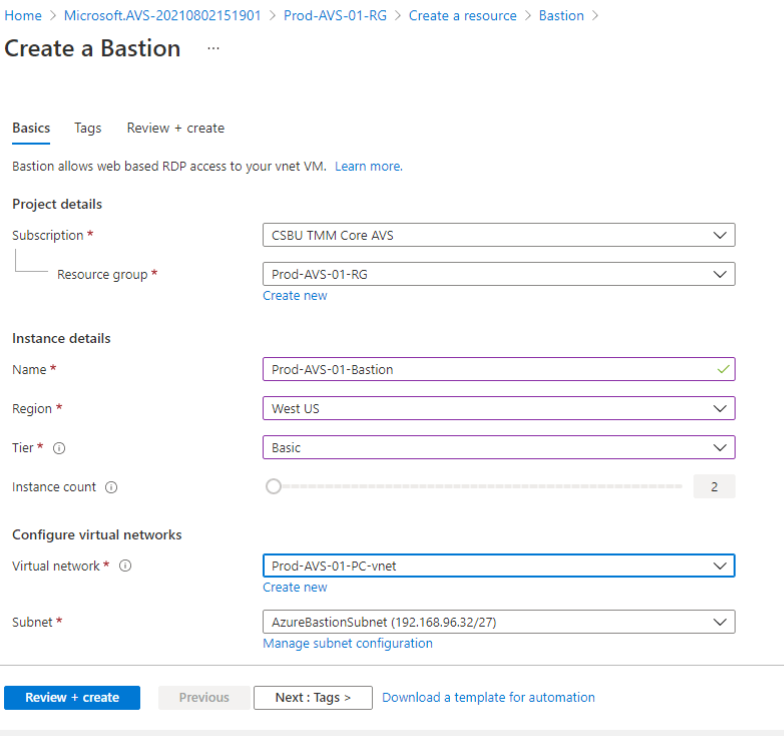 Home > Microsoft.AVS-20210802151901 > Prod-AVS-01-RG > Create a resource > Bastion >
Create a Bastion ...
Basics Tags Review + create
Bastion allows web based RDP access to your vnet VM. Learn more.
Project details
Subscription * CSBU TMM Core AVS
Resource group * Prod-AVS-01-RG
Create new
Instance details
Name * Prod-AVS-01-Bastion
Region * West US
Tier * Basic
Instance count 2
Configure virtual networks
Virtual network * Prod-AVS-01-PC-vnet
Create new
Subnet * AzureBastionSubnet (192.168.96.32/27)
Manage subnet configuration
Review + create Previous Next : Tags > Download a template for automation